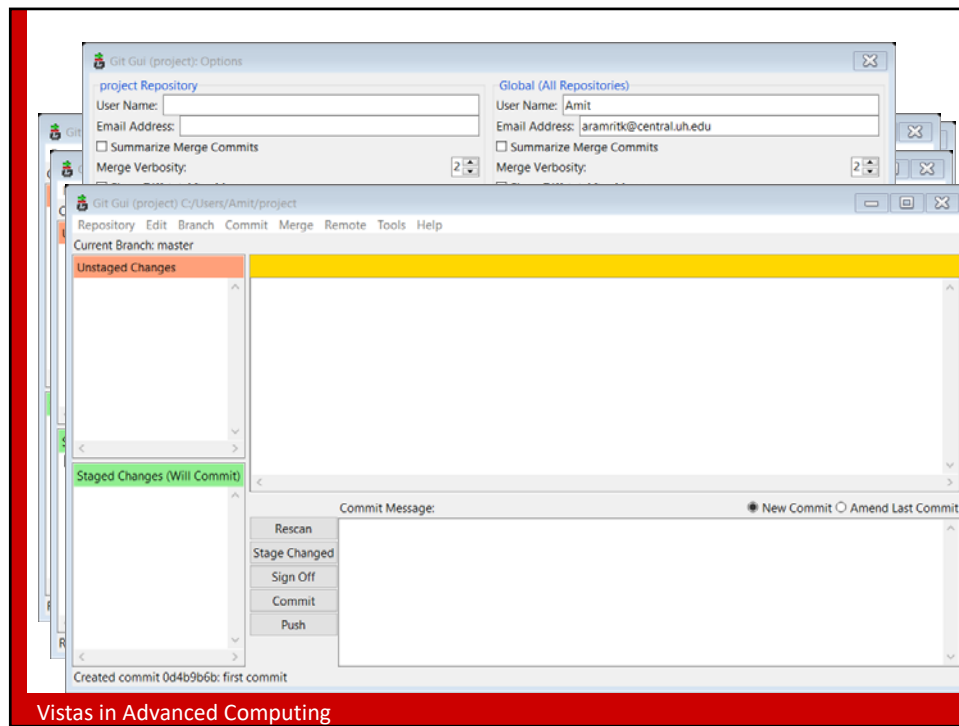 Git Gui (project): Options
project Repository
User Name:
Email Address:
Summarize Merge Commits
Merge Verbosity: 2
Global (All Repositories)
User Name: Amit
Email Address: aramritk@central.uh.edu
Summarize Merge Commits
Merge Verbosity: 2
Git Gui (project) C:/Users/Amit/project
Repository Edit Branch Commit Merge Remote Tools Help
Current Branch: master
Unstaged Changes
Staged Changes (Will Commit)
Commit Message:
New Commit Amend Last Commit
Rescan
Stage Changed
Sign Off
Commit
Push
Created commit 0d4b9b6b: first commit
Vistas in Advanced Computing